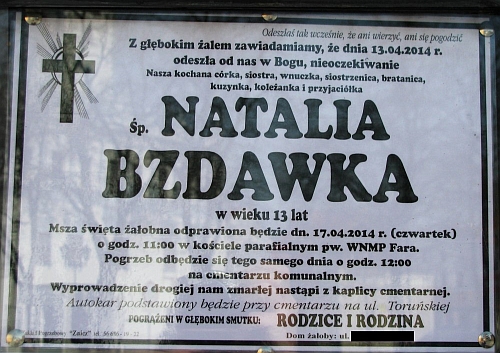 Odeszłaś tak wcześnie, że ani wierzyć, ani się pogodzić
Z głębokim żalem zawiadamiamy, że dnia 13.04.2014 r.
odeszła od nas w Bogu, nieoczekiwanie
Nasza kochana córka, siostra, wnuczka, siostrzenica, bratanica,
kuzynka, koleżanka i przyjaciółka
Śp. NATALIA
BZDAWKA
w wieku 13 lat
Msza święta żałobna odprawiona będzie dn. 17.04.2014 r. (czwartek)
o godz. 11:00 w kościele parafialnym pw. WNMP Fara.
Pogrzeb odbędzie się tego samego dnia o godz. 12:00
na cmentarzu komunalnym.
Wyprowadzenie drogiej nam zmarłej nastąpi z kaplicy cmentarnej.
Autokar podstawiony będzie przy cmentarzu na ul. Toruńskiej
POGRĄŻENI W GŁĘBOKIM SMUTKU: RODZICE I RODZINA
Pogrzebowy "Znicz" ul. Dom żałoby: ul.